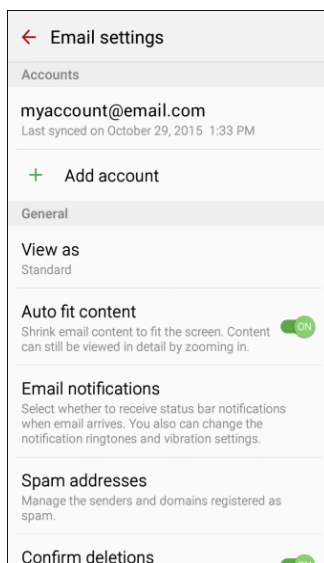 Email settings
Accounts
myaccount@email.com
Last synced on October 29, 2015 1:33 PM
Add account
General
View as
Standard
Auto fit content
Shrink email content to fit the screen. Content
can still be viewed in detail by zooming in.
ON
Email notifications
Select whether to receive status bar notifications
when email arrives. You also can change the
notification ringtones and vibration settings.
Spam addresses
Manage the senders and domains registered as
spam.
Confirm deletions